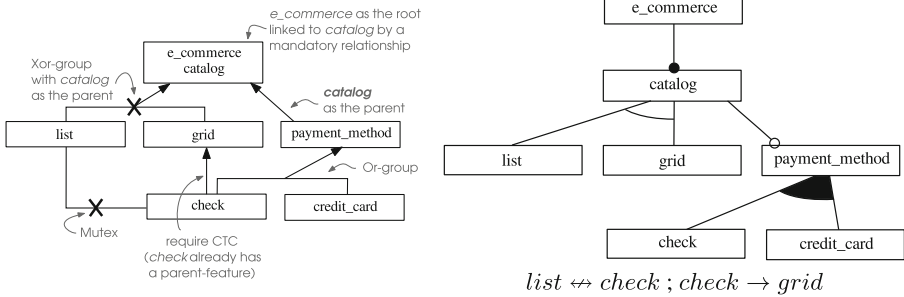 e_commerce as the root
linked to catalog by a
mandatory relationship
e_commerce
catalog
Xor-group
with catalog
as the parent
catalog
as the parent
list
grid
payment_method
Or-group
check
credit_card
Mutex
require CTC
(check already has
a parent-feature)
e_commerce
catalog
list
grid
payment_method
check
credit_card
list ↮ check ; check → grid